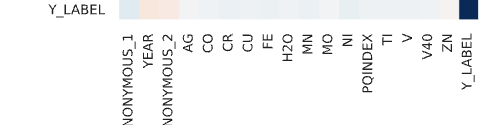 Y_LABEL
NONYMOUS_1
YEAR
NONYMOUS_2
AG
CO
CR
CU
FE
H2O
MN
MO
NI
PQINDEX
TI
V
V40
ZN
Y_LABEL